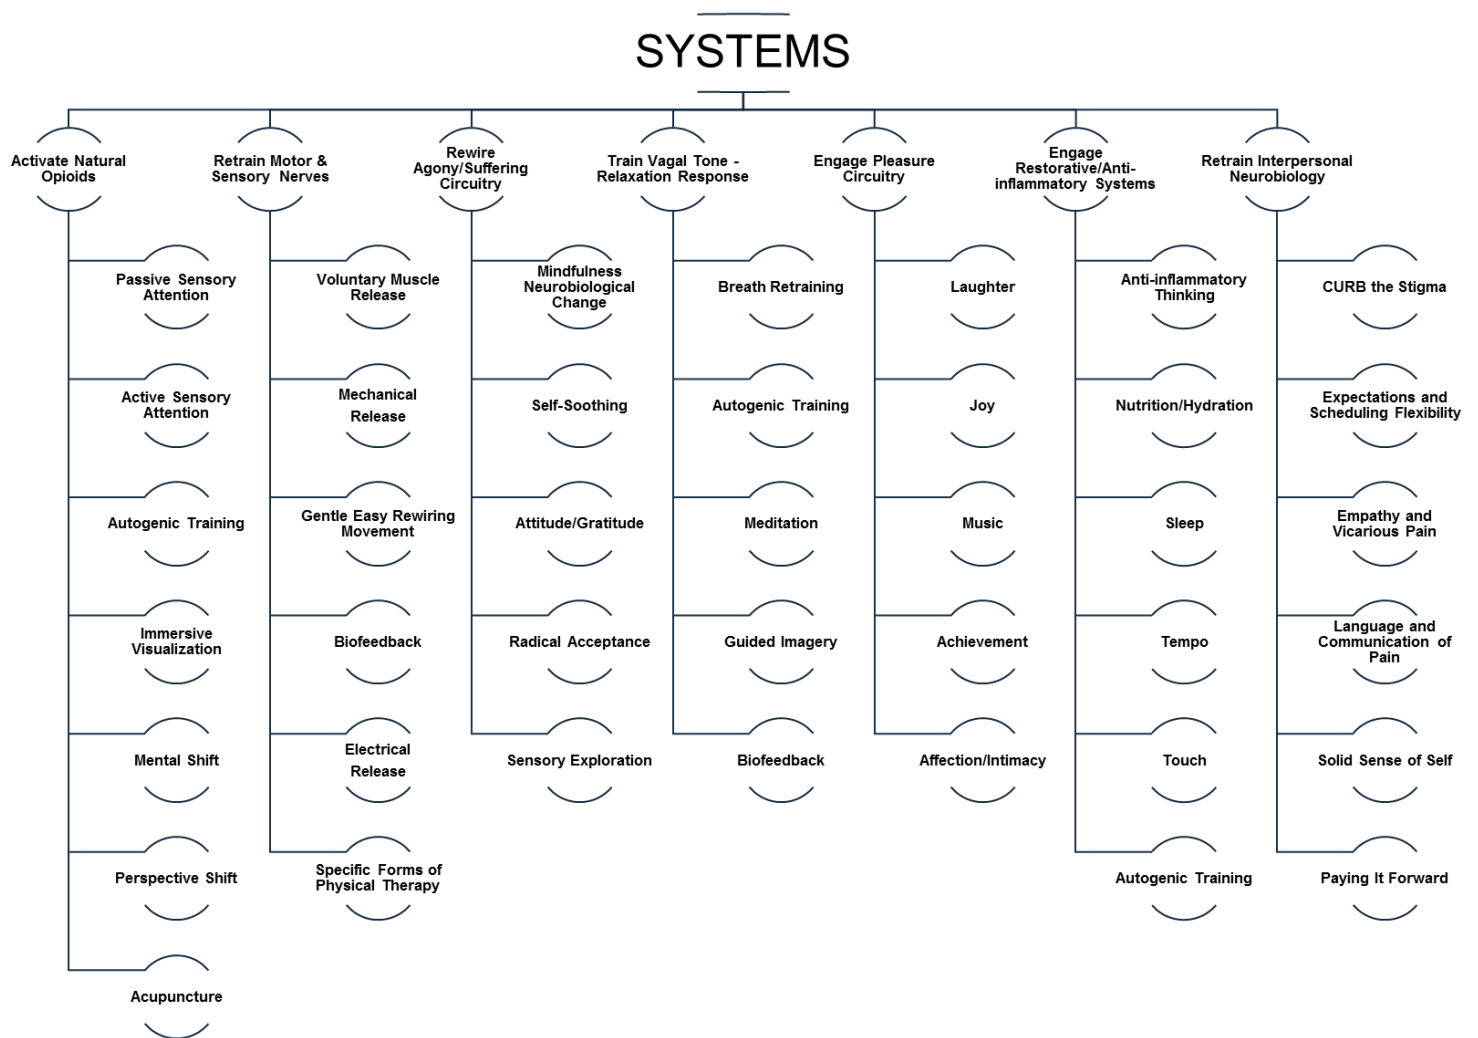 SYSTEMS
Activate Natural
Opioids
Passive Sensory
Attention
Active Sensory
Attention
Autogenic Training
Immersive
Visualization
Mental Shift
Perspective Shift
Acupuncture
Retrain Motor &
Sensory Nerves
Voluntary Muscle
Release
Mechanical
Release
Gentle Easy Rewiring
Movement
Biofeedback
Electrical
Release
Specific Forms of
Physical Therapy
Rewire
Agony/Suffering
Circuitry
Mindfulness
Neurobiological
Change
Self-Soothing
Attitude/Gratitude
Radical Acceptance
Sensory Exploration
Train Vagal Tone -
Relaxation Response
Breath Retraining
Autogenic Training
Meditation
Guided Imagery
Biofeedback
Engage Pleasure
Circuitry
Laughter
Joy
Music
Achievement
Affection/Intimacy
Engage
Restorative/Anti-
inflammatory Systems
Anti-inflammatory
Thinking
Nutrition/Hydration
Sleep
Tempo
Touch
Autogenic Training
Retrain Interpersonal
Neurobiology
CURB the Stigma
Expectations and
Scheduling Flexibility
Empathy and
Vicarious Pain
Language and
Communication of
Pain
Solid Sense of Self
Paying It Forward